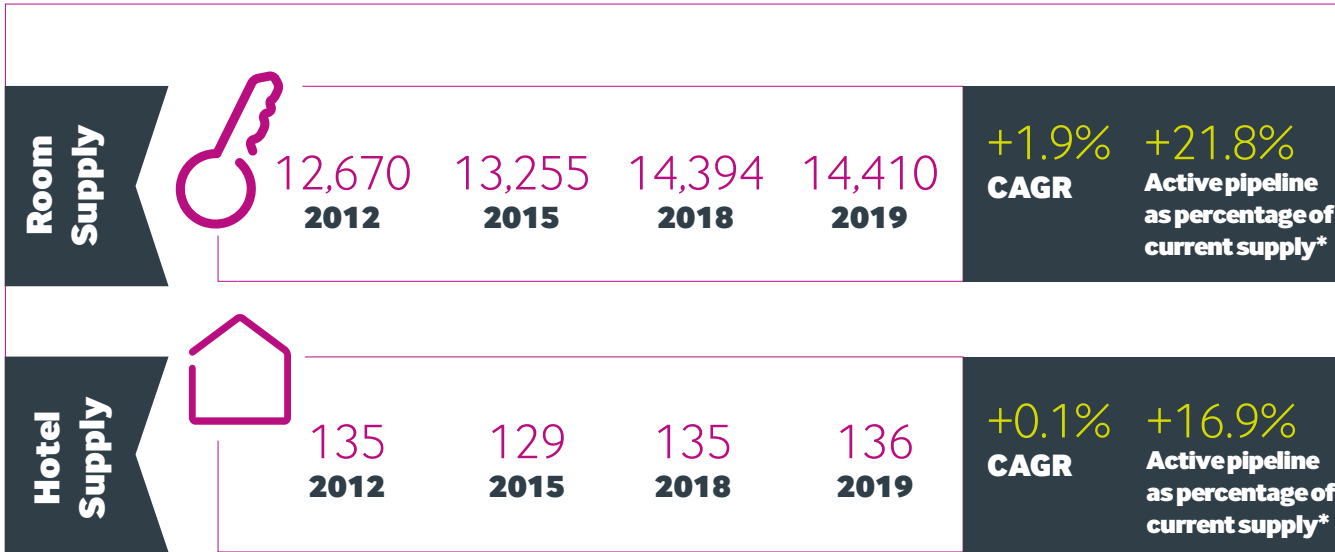 Room
Supply
12,670 13,255 14,394 14,410
2012 2015 2018 2019
+1.9%
CAGR
+21.8%
Active pipeline
as percentage of
current supply*
Hotel
Supply
135 129 135 136
2012 2015 2018 2019
+0.1%
CAGR
+16.9%
Active pipeline
as percentage of
current supply*